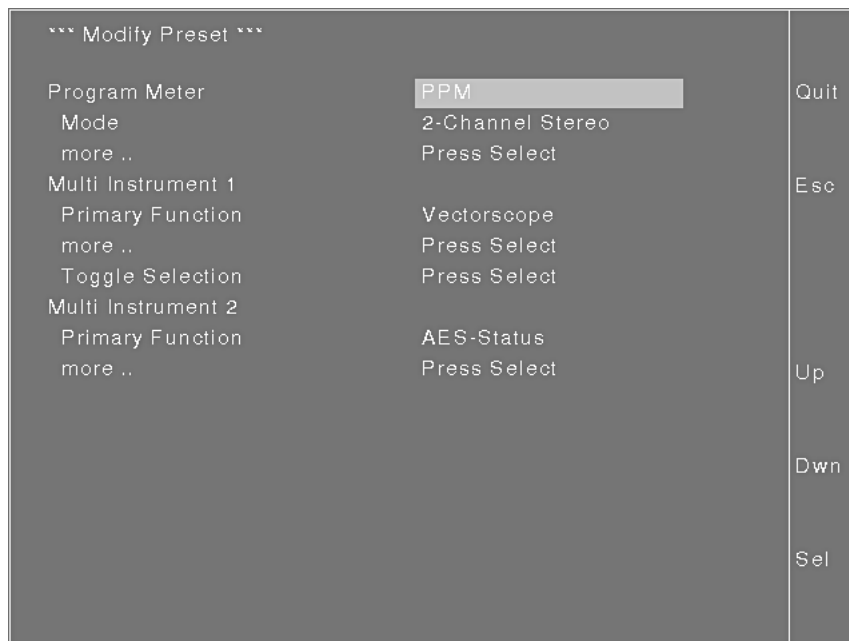 *** Modify Preset ***
Program Meter PPM Quit
Mode 2-Channel Stereo
more .. Press Select
Multi Instrument 1 Esc
Primary Function Vectorscope
more .. Press Select
Toggle Selection Press Select
Multi Instrument 2
Primary Function AES-Status
more .. Press Select Up
Dwn
Sel